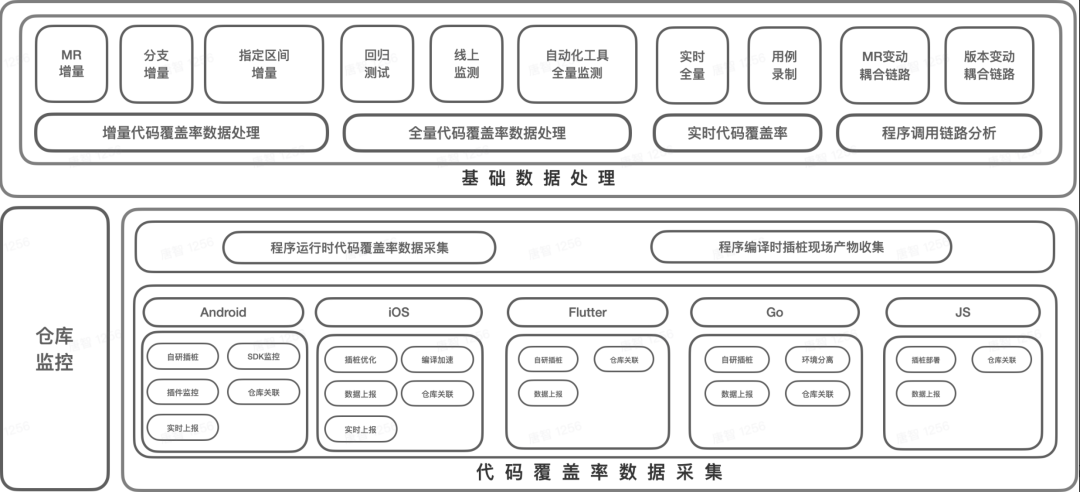 MR
增量
分支
增量
指定区间
增量
回归
测试
线上
监测
自动化工具
全量监测
实时
全量
用例
录制
MR变动
耦合链路
版本变动
耦合链路
增量代码覆盖率数据处理
全量代码覆盖率数据处理
实时代码覆盖率
程序调用链路分析
基础数据处理
仓库
监控
程序运行时代码覆盖率数据采集
程序编译时插桩现场产物收集
Android
iOS
Flutter
Go
JS
自研插桩
SDK监控
插件监控
仓库关联
实时上报
插桩优化
编译加速
数据上报
仓库关联
实时上报
自研插桩
仓库关联
数据上报
自研插桩
环境分离
数据上报
仓库关联
插桩部署
仓库关联
数据上报
代码覆盖率数据采集